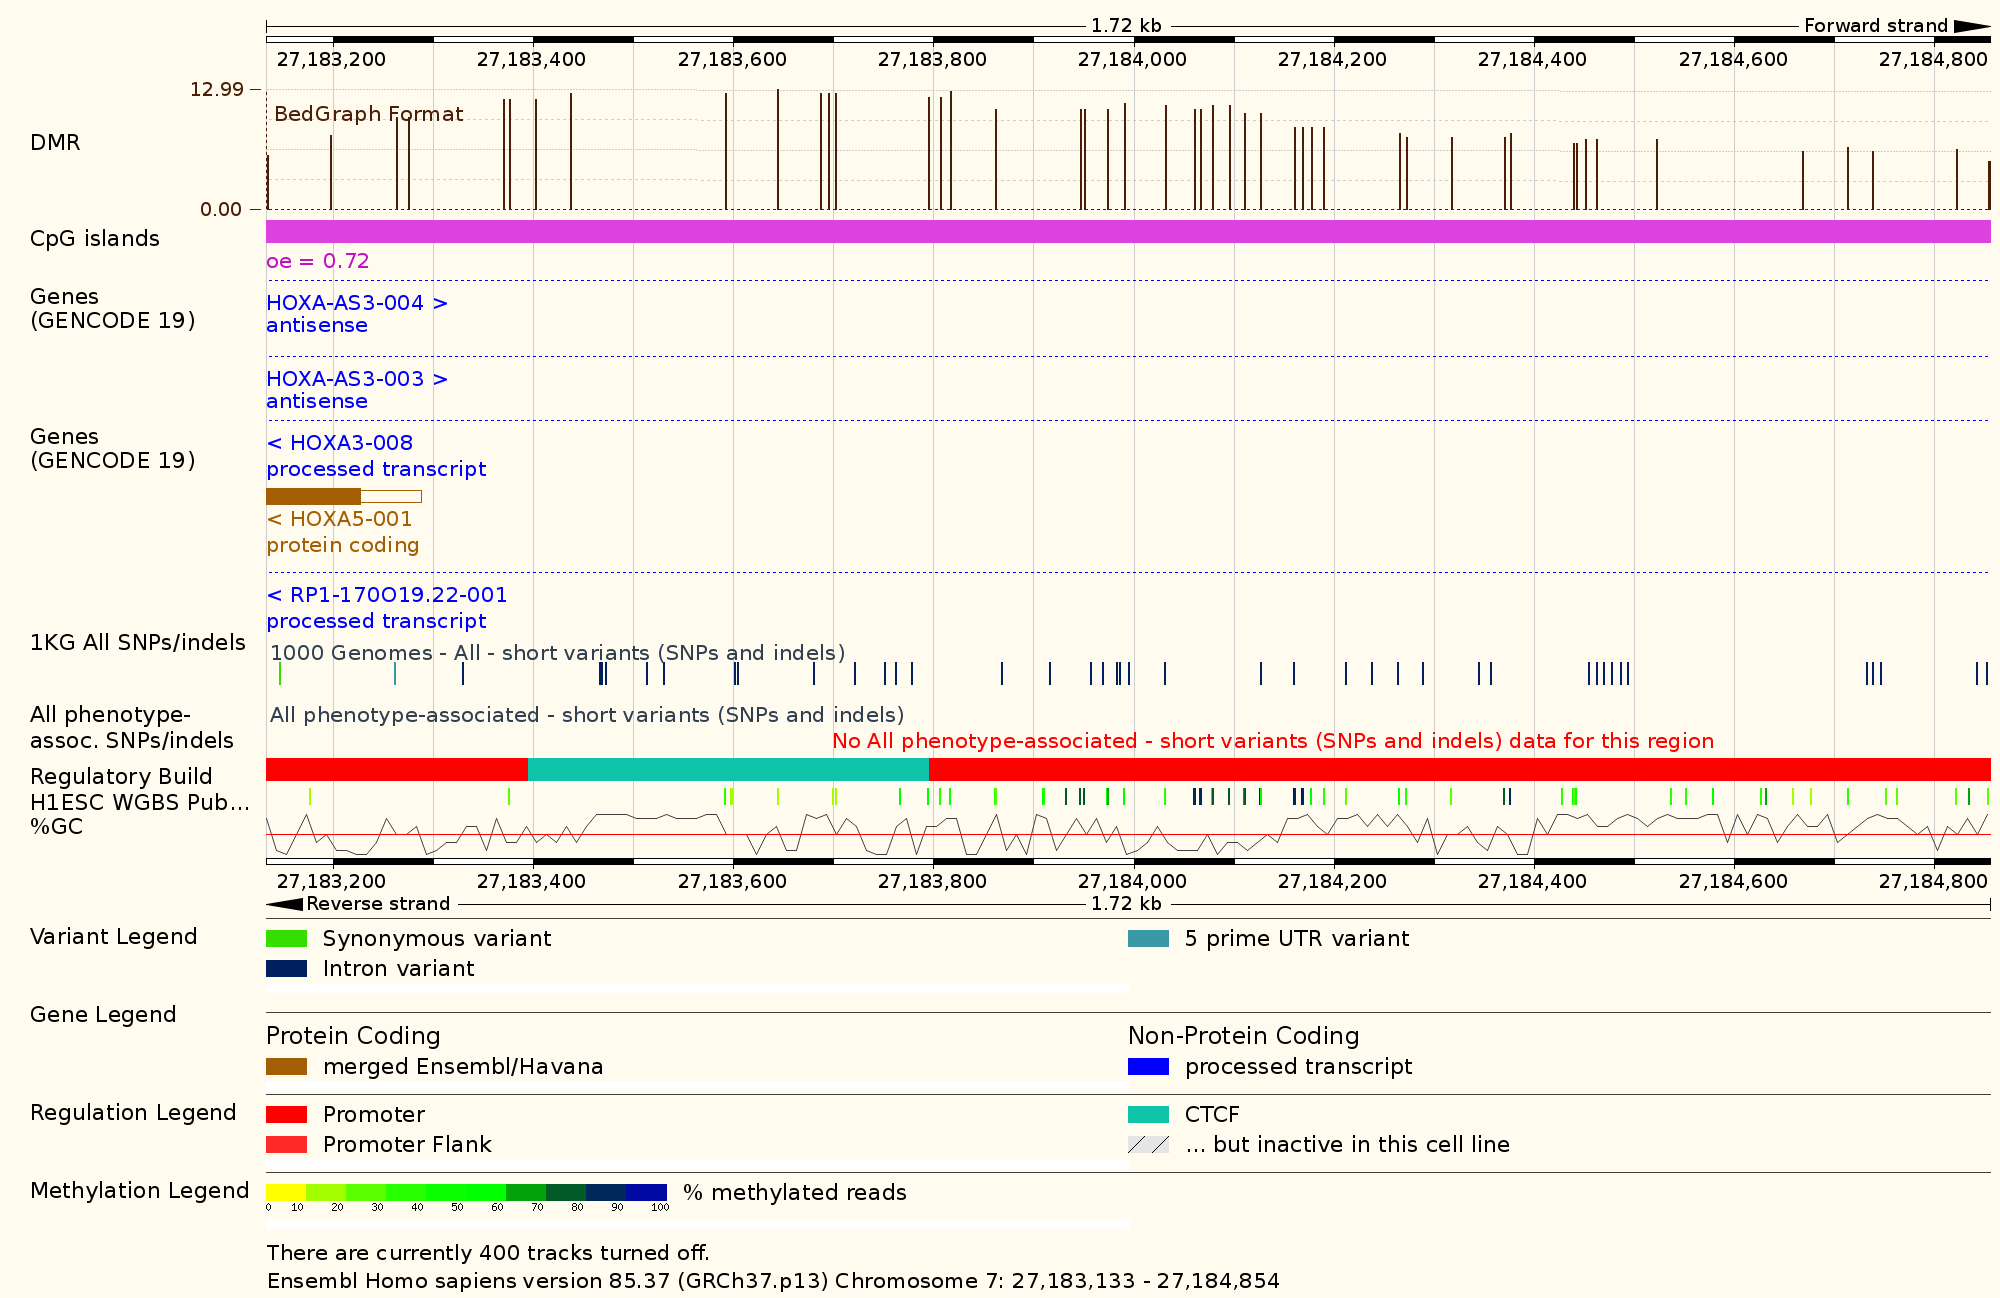 1.72 kb Forward strand
27,183,200 27,183,400 27,183,600 27,183,800 27,184,000 27,184,200 27,184,400 27,184,600 27,184,800
12.99
BedGraph Format
DMR
0.00
CpG islands
oe = 0.72
Genes
(GENCODE 19)
HOXA-AS3-004 >
antisense
HOXA-AS3-003 >
antisense
Genes
(GENCODE 19)
< HOXA3-008
processed transcript
< HOXA5-001
protein coding
< RP1-170O19.22-001
processed transcript
1KG All SNPs/indels
1000 Genomes - All - short variants (SNPs and indels)
All phenotype-
assoc. SNPs/indels
All phenotype-associated - short variants (SNPs and indels)
No All phenotype-associated - short variants (SNPs and indels) data for this region
Regulatory Build
H1ESC WGBS Pub...
%GC
27,183,200 27,183,400 27,183,600 27,183,800 27,184,000 27,184,200 27,184,400 27,184,600 27,184,800
Reverse strand 1.72 kb
Variant Legend
Synonymous variant 5 prime UTR variant
Intron variant
Gene Legend
Protein Coding Non-Protein Coding
merged Ensembl/Havana processed transcript
Regulation Legend
Promoter CTCF
Promoter Flank ... but inactive in this cell line
Methylation Legend
% methylated reads
0 10 20 30 40 50 60 70 80 90 100
There are currently 400 tracks turned off.
Ensembl Homo sapiens version 85.37 (GRCh37.p13) Chromosome 7: 27,183,133 - 27,184,854